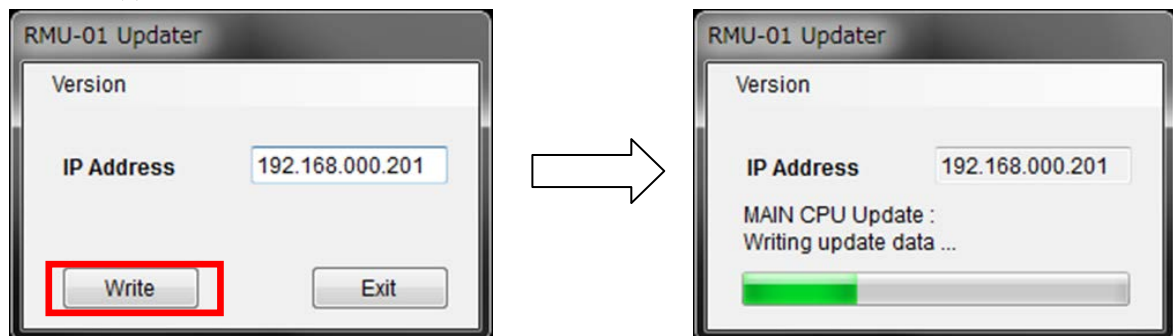 RMU-01 Updater
Version
IP Address 192.168.000.201
Write Exit
RMU-01 Updater
Version
IP Address 192.168.000.201
MAIN CPU Update :
Writing update data ...